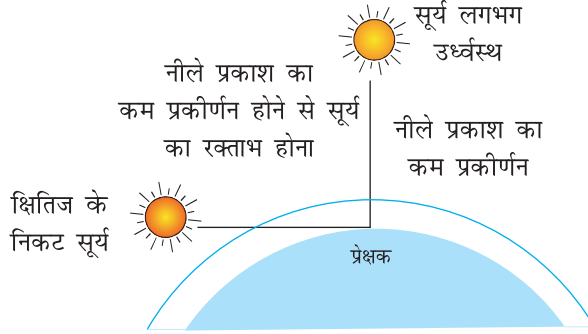 सूर्य लगभग
उर्ध्वस्थ
नीले प्रकाश का
कम प्रकीर्णन होने से सूर्य
का रक्ताभ होना
नीले प्रकाश का
कम प्रकीर्णन
क्षितिज के
निकट सूर्य
प्रेक्षक